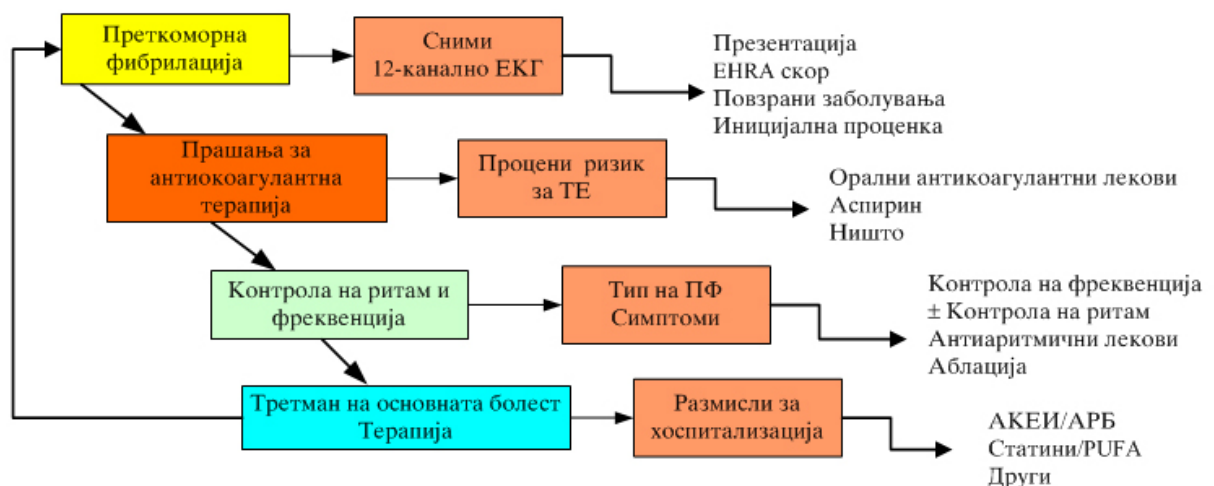 Преткоморна
фибрилација
Сними
12-канално ЕКГ
Презентација
EHRA скор
Повзрани заболувања
Иницијална проценка
Прашања за
антиокоагулантна
терапија
Процени ризик
за ТЕ
Орални антикоагулантни лекови
Аспирин
Ништо
Контрола на ритам и
фреквенција
Тип на ПФ
Симптоми
Контрола на фреквенција
± Контрола на ритам
Антиаритмични лекови
Аблација
Третман на основната болест
Терапија
Размисли за
хоспитализација
АКЕИ/АРБ
Статини/PUFA
Други